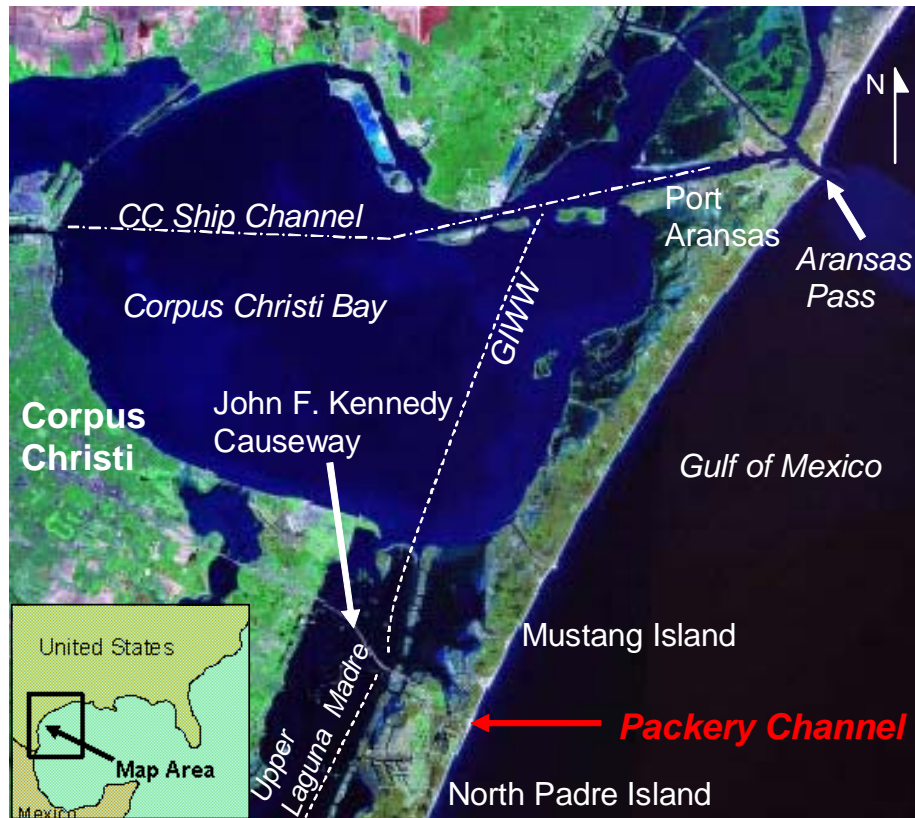 N
CC Ship Channel
Port
Aransas
Aransas
Pass
Corpus Christi Bay
GIWW
John F. Kennedy
Causeway
Corpus
Christi
Gulf of Mexico
United States
Map Area
Mexico
Mustang Island
Upper
Laguna Madre
Packery Channel
North Padre Island